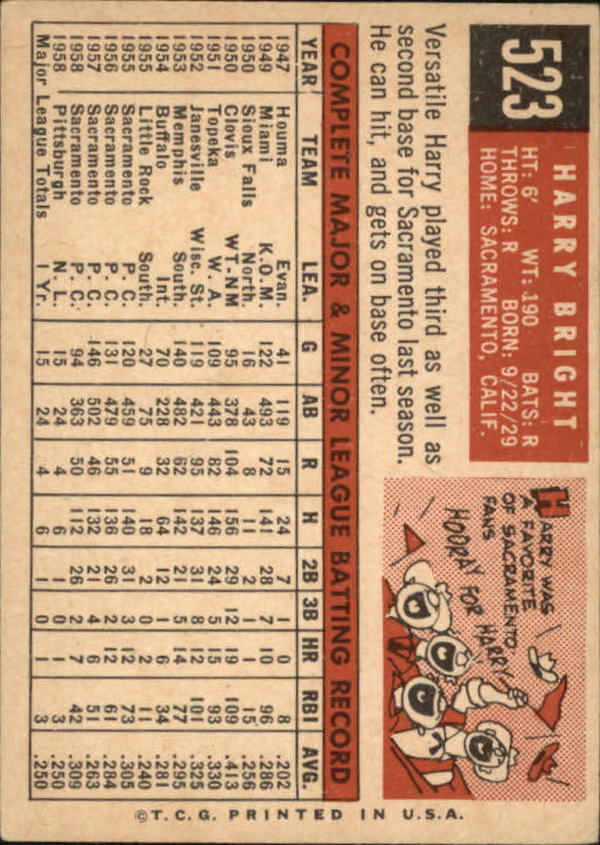 523
HARRY BRIGHT
HT: 6' WT: 190 BATS: R
THROWS: R BORN: 9/22/29
HOME: SACRAMENTO, CALIF.
HARRY WAS
A FAVORITE
OF SACRAMENTO
FANS
HOORAY FOR HARRY
Versatile Harry played third as well as
second base for Sacramento last season.
He can hit, and gets on base often.
COMPLETE MAJOR & MINOR LEAGUE BATTING RECORD
YEAR TEAM LEA. G AB R H 2B 3B HR RBI AVG.
1947 Houma Evan. 41 119 15 24 7 1 0 8 .202
1949 Miami K.O.M. 122 493 72 141 28 7 10 96 .286
1950 Sioux Falls North. 16 43 8 11 2 1 1 15 .256
1950 Clovis WT-NM 95 378 104 156 29 12 19 109 .413
1951 Topeka W.A. 109 443 82 146 24 5 15 93 .330
1952 Janesville Wisc. St. 119 421 95 137 31 8 12 101 .325
1953 Memphis South. 140 482 62 142 21 5 14 77 .295
1954 Buffalo Int. 70 228 32 64 12 1 6 34 .281
1955 Little Rock South. 27 75 9 18 2 0 2 11 .240
1955 Sacramento P.C. 120 459 51 140 31 3 12 73 .305
1956 Sacramento P.C. 131 479 55 136 26 2 12 61 .284
1957 Sacramento P.C. 146 502 46 132 21 4 6 51 .263
1958 Sacramento P.C. 94 363 50 112 26 2 7 42 .309
1958 Pittsburgh N.L. 15 24 4 6 1 0 1 3 .250
Major League Totals 1 Yr. 15 24 4 6 1 0 1 3 .250
©T.C.G. PRINTED IN U.S.A.